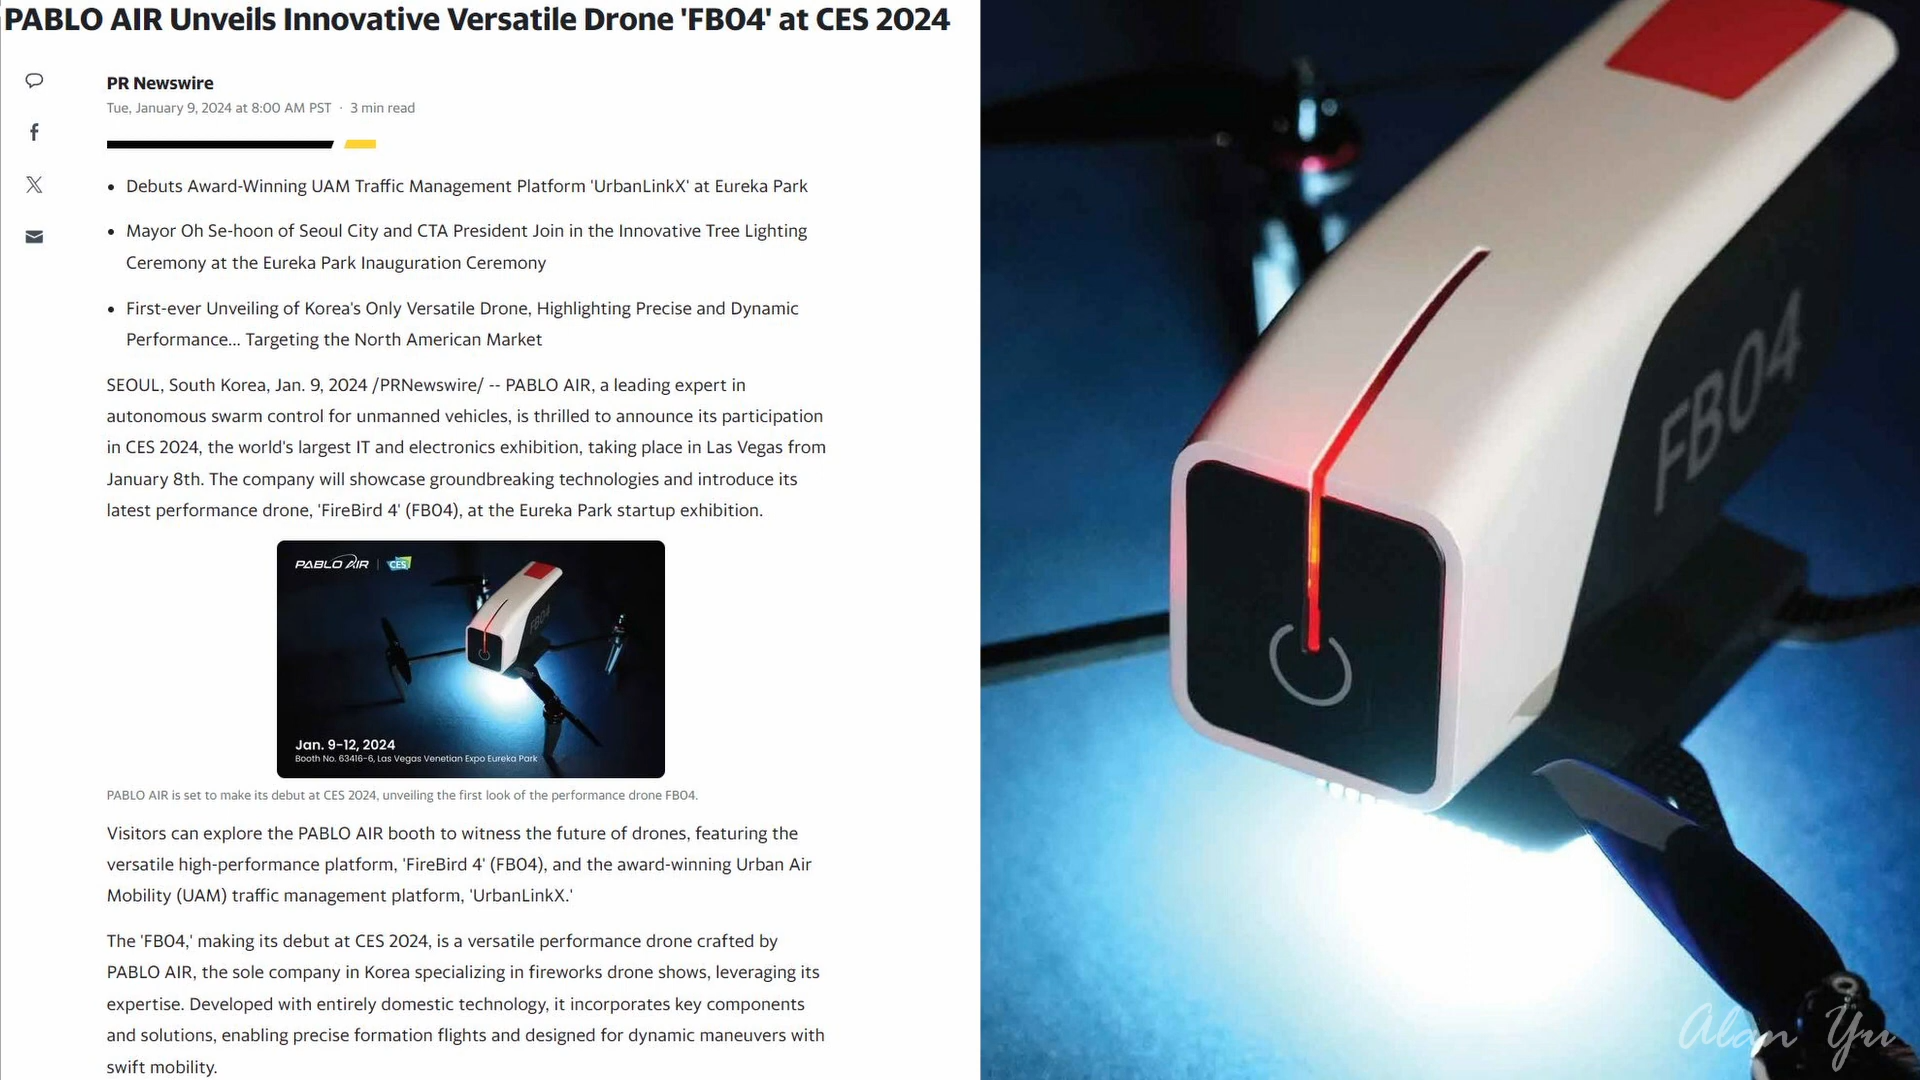 PABLO AIR Unveils Innovative Versatile Drone 'FB04' at CES 2024
PR Newswire
Tue, January 9, 2024 at 8:00 AM PST · 3 min read
• Debuts Award-Winning UAM Traffic Management Platform 'UrbanLinkX' at Eureka Park
• Mayor Oh Se-hoon of Seoul City and CTA President Join in the Innovative Tree Lighting
Ceremony at the Eureka Park Inauguration Ceremony
• First-ever Unveiling of Korea's Only Versatile Drone, Highlighting Precise and Dynamic
Performance... Targeting the North American Market
SEOUL, South Korea, Jan. 9, 2024 /PRNewswire/ -- PABLO AIR, a leading expert in
autonomous swarm control for unmanned vehicles, is thrilled to announce its participation
in CES 2024, the world's largest IT and electronics exhibition, taking place in Las Vegas from
January 8th. The company will showcase groundbreaking technologies and introduce its
latest performance drone, 'FireBird 4' (FB04), at the Eureka Park startup exhibition.
PABLO AIR | CES
FB04
Jan. 9-12, 2024
Booth No. 63416-6, Las Vegas Venetian Expo Eureka Park
PABLO AIR is set to make its debut at CES 2024, unveiling the first look of the performance drone FB04.
Visitors can explore the PABLO AIR booth to witness the future of drones, featuring the
versatile high-performance platform, 'FireBird 4' (FB04), and the award-winning Urban Air
Mobility (UAM) traffic management platform, 'UrbanLinkX.'
The 'FB04,' making its debut at CES 2024, is a versatile performance drone crafted by
PABLO AIR, the sole company in Korea specializing in fireworks drone shows, leveraging its
expertise. Developed with entirely domestic technology, it incorporates key components
and solutions, enabling precise formation flights and designed for dynamic maneuvers with
swift mobility.
FB04
Alan Yu